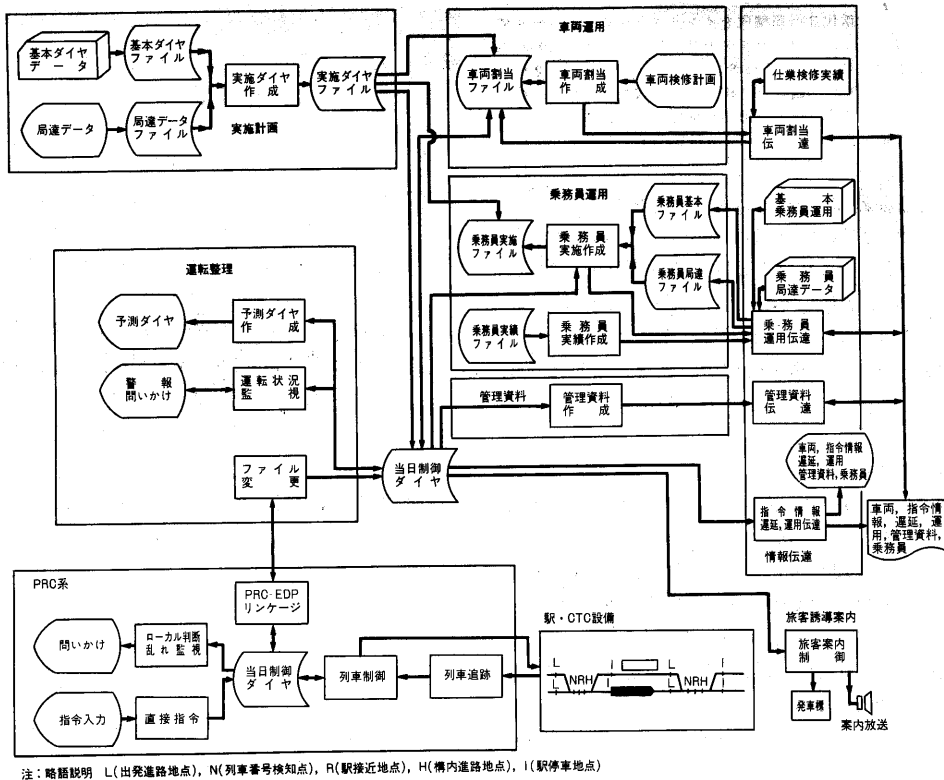 基本ダイヤ
データ
基本ダイヤ
ファイル
局達データ
局達データ
ファイル
実施ダイヤ
作成
実施計画
実施ダイヤ
ファイル
車両運用
車両割当
ファイル
車両割当
作成
車両検修計画
仕業検修実績
車両割当
伝達
乗務員運用
乗務員実施
ファイル
乗務員
実施作成
乗務員基本
ファイル
乗務員局達
ファイル
乗務員実績
ファイル
乗務員
実績作成
基本
乗務員運用
乗務員
局達データ
乗務員
運用伝達
管理資料
管理資料
作成
管理資料
伝達
運転整理
予測ダイヤ
予測ダイヤ
作成
警報
問いかけ
運転状況
監視
ファイル
変更
当日制御
ダイヤ
車両,指令情報
遅延,運用
管理資料,乗務員
指令情報
遅延,運用伝達
情報伝達
車両,指令情
報,遅延,運
用,管理資料,
乗務員
PRC系
PRC-EDP
リンケージ
問いかけ
ローカル判断
乱れ監視
当日制御
ダイヤ
列車制御
列車追跡
指令入力
直接指令
駅・CTC設備
L
I
L
I
NRH
NRH
L
I
L
I
旅客誘導案内
旅客案内
制御
発車標
案内放送
注:略語説明 L(出発進路地点),N(列車番号検知点),R(駅接近地点),H(構内進路地点),I(駅停車地点)